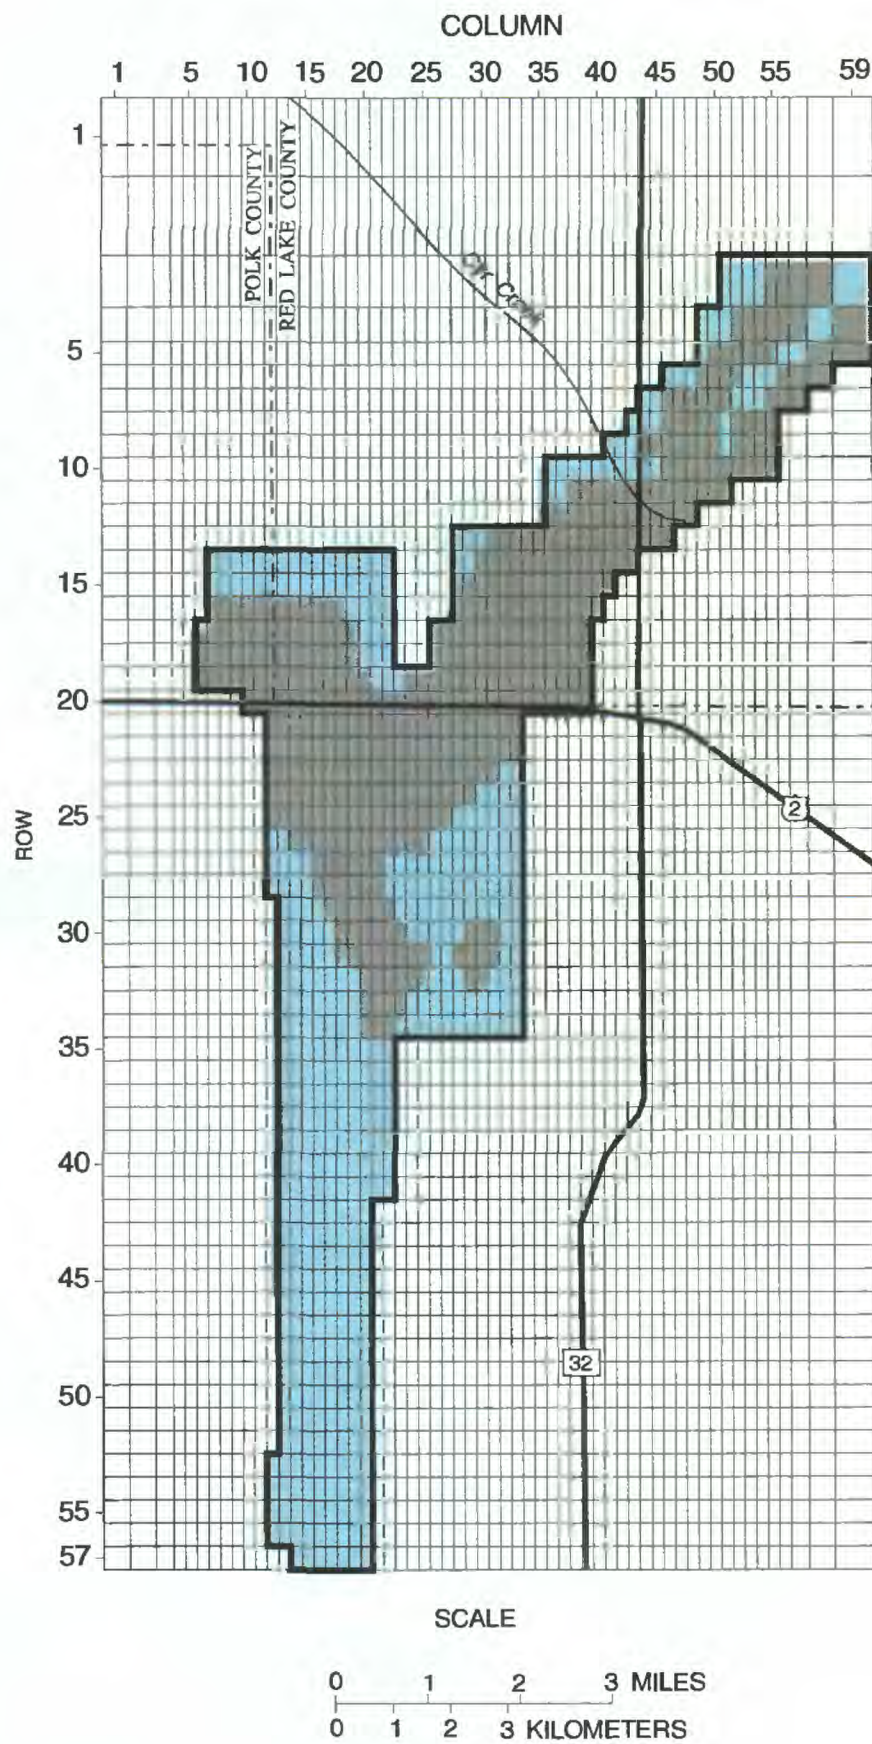 COLUMN
1 5 10 15 20 25 30 35 40 45 50 55 59
1
POLK COUNTY
RED LAKE COUNTY
5
10
15
20
25
2
ROW
30
35
40
45
32
50
55
57
SCALE
0 1 2 3 MILES
0 1 2 3 KILOMETERS